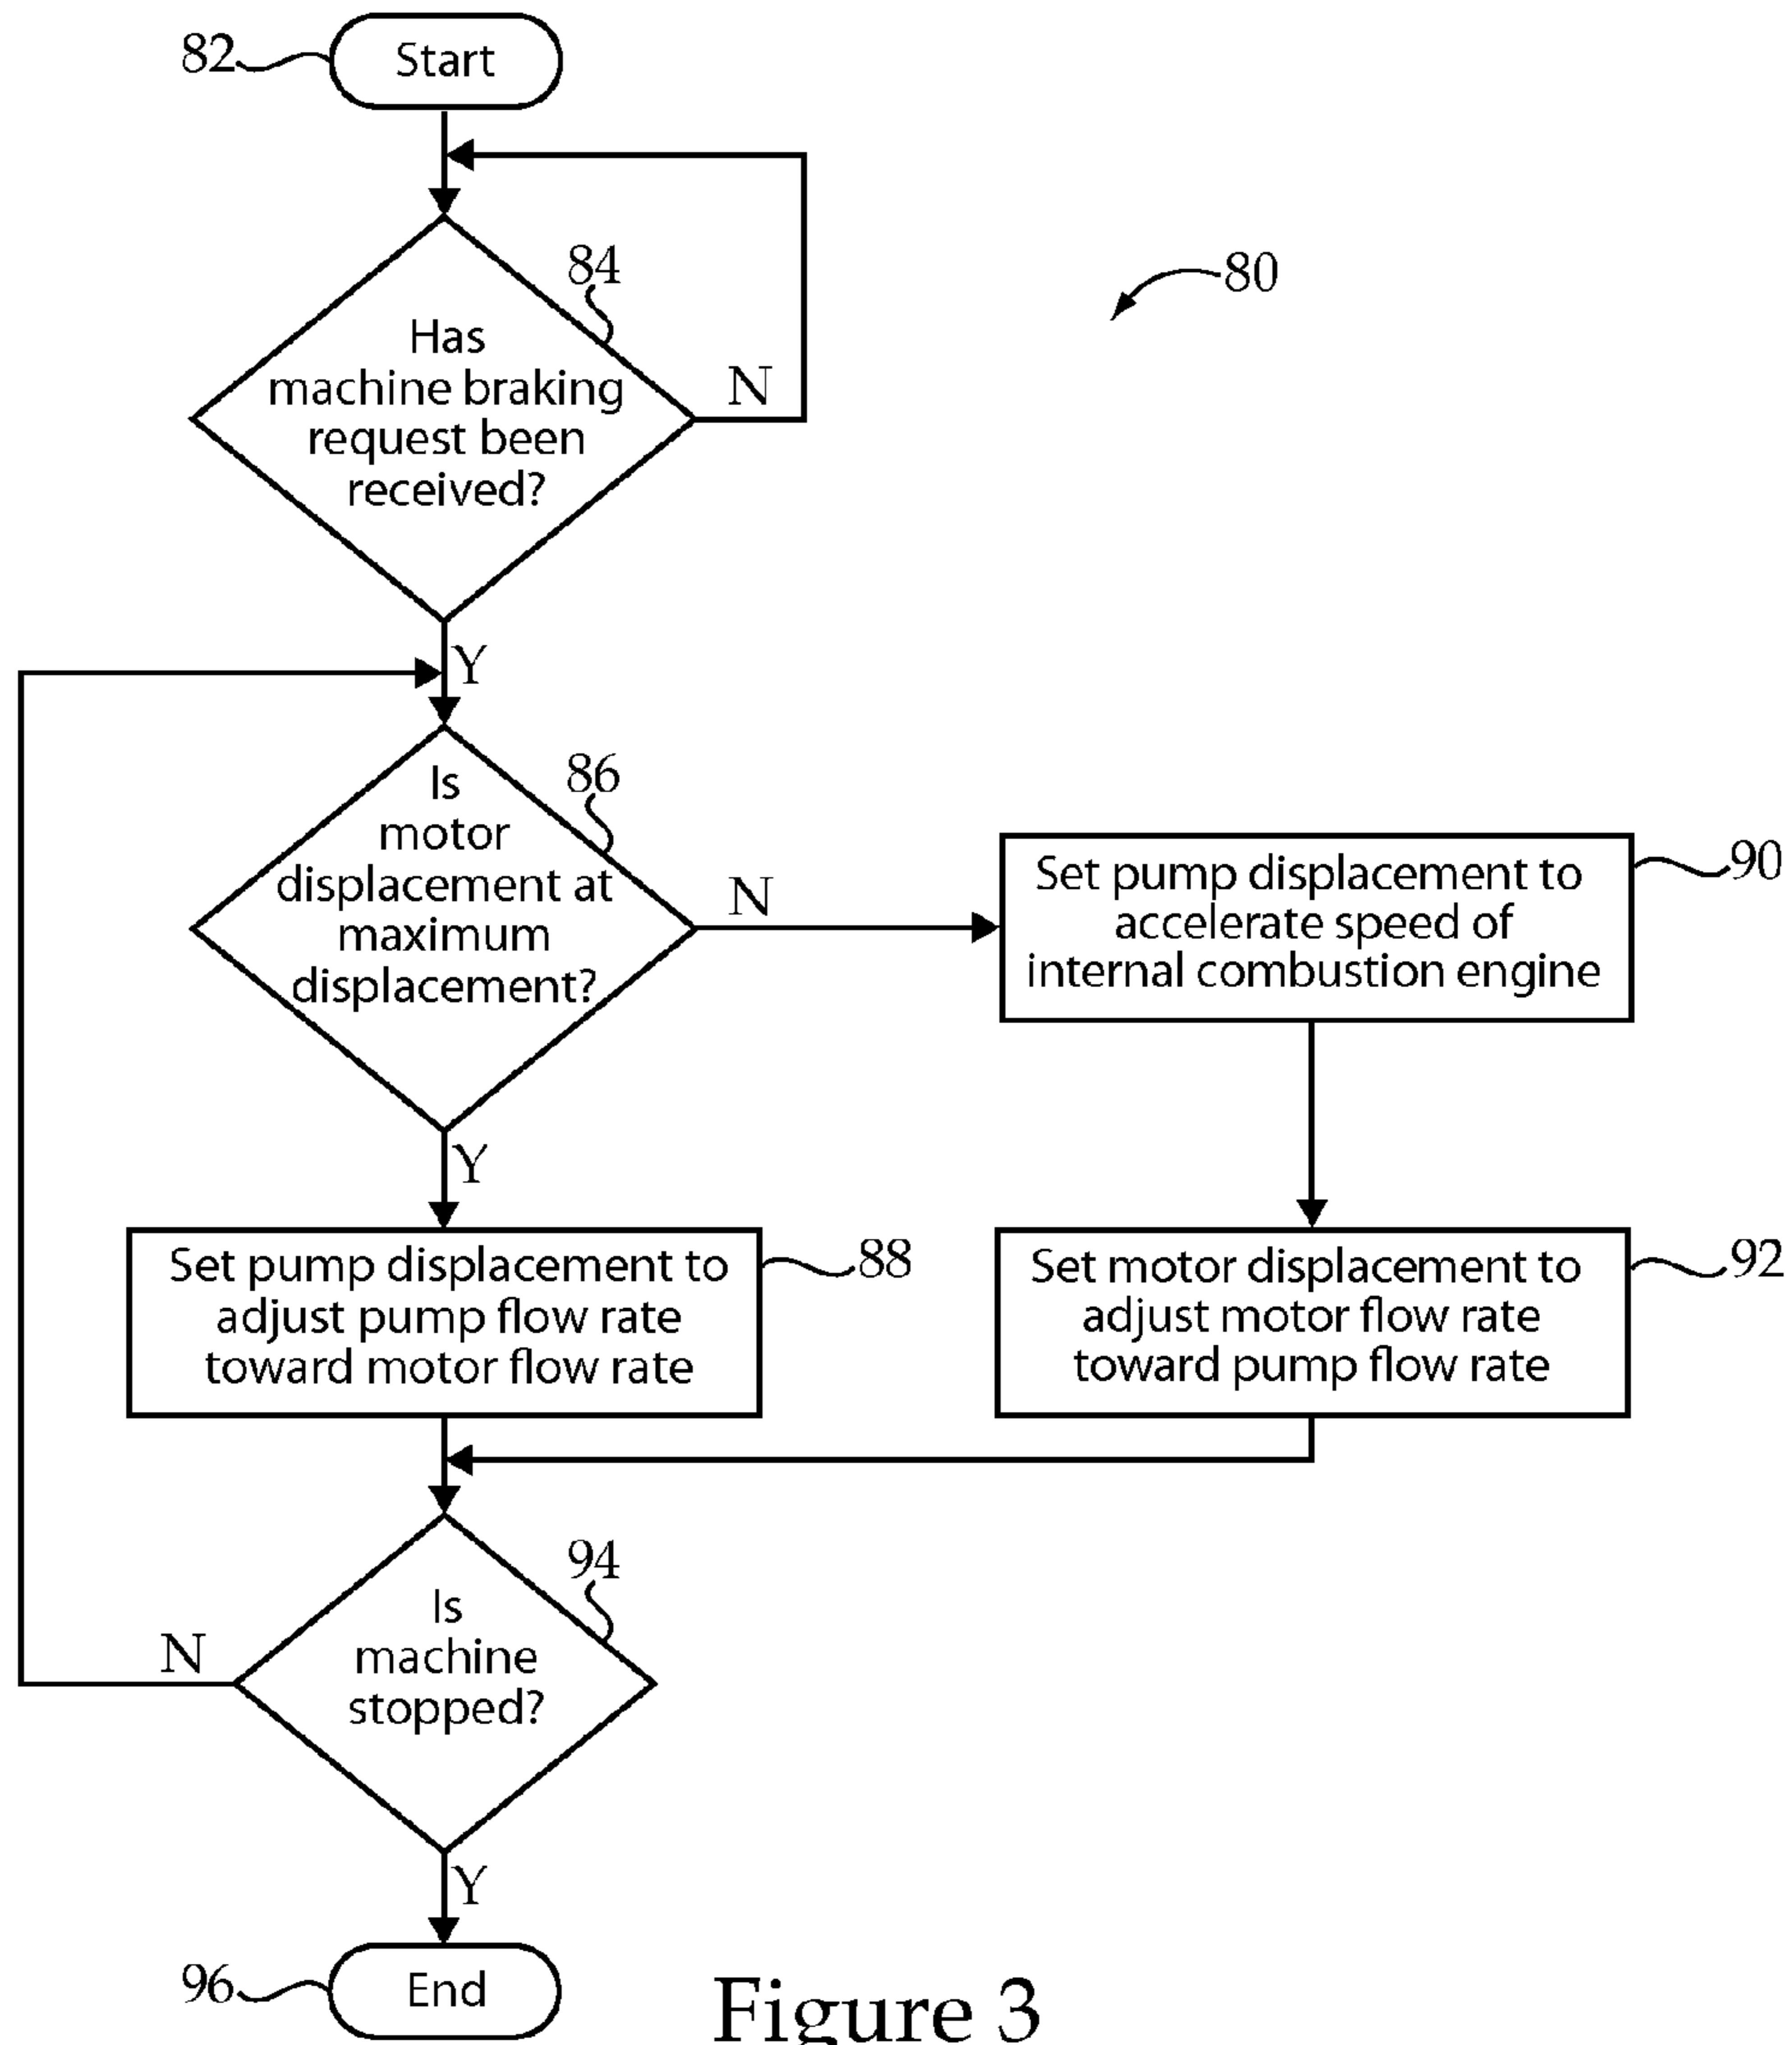 82
Start
84
80
Has
machine braking
request been
received?
N
Y
86
Is
motor
displacement at
maximum
displacement?
N
Set pump displacement to
accelerate speed of
internal combustion engine
90
Y
Set pump displacement to
adjust pump flow rate
toward motor flow rate
88
Set motor displacement to
adjust motor flow rate
toward pump flow rate
92
94
Is
machine
stopped?
N
Y
96
End
Figure 3